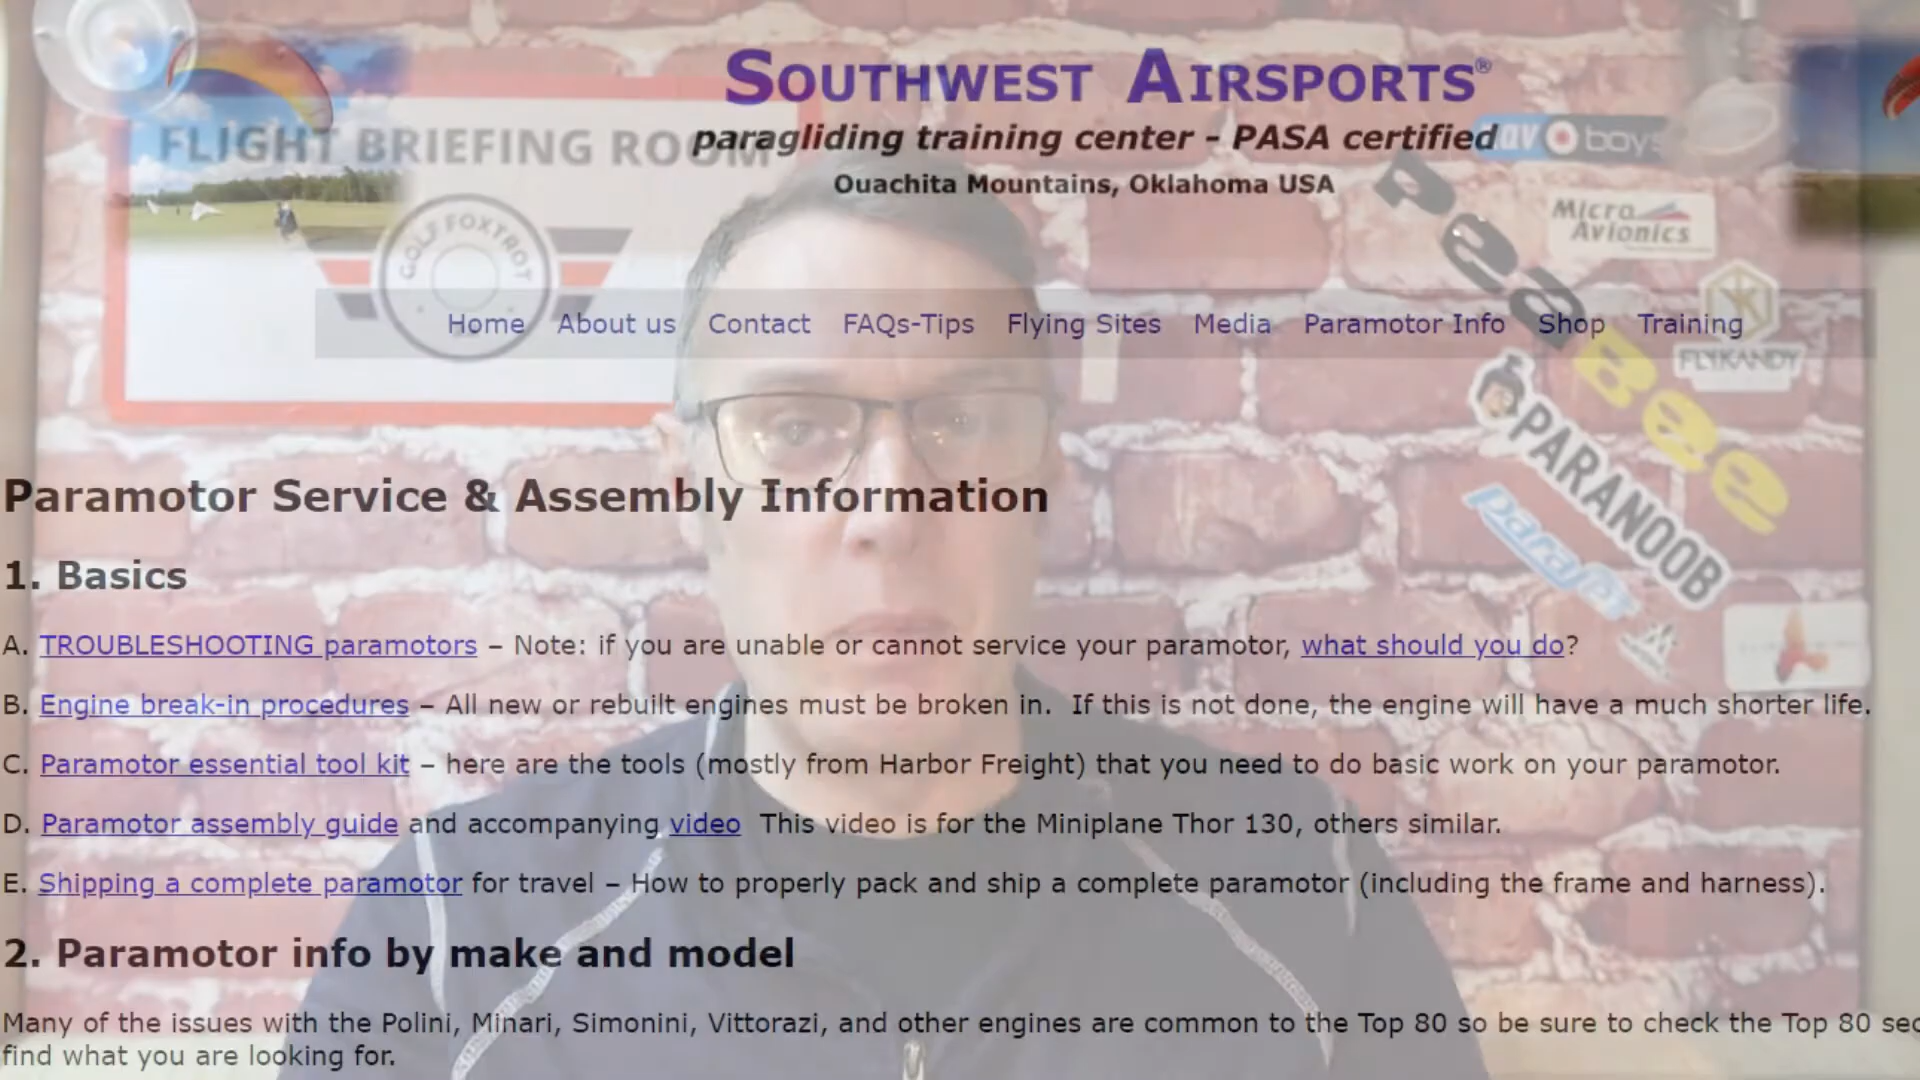 SOUTHWEST AIRSPORTS®
paragliding training center - PASA certified
Ouachita Mountains, Oklahoma USA
FLIGHT BRIEFING ROOM
GOLF FOXTROT
av boys
Micro Avionics
Pea Bee
FLYKANDY
PARANOOB
Parajet
Home About us Contact FAQs-Tips Flying Sites Media Paramotor Info Shop Training
Paramotor Service & Assembly Information
1. Basics
A. TROUBLESHOOTING paramotors – Note: if you are unable or cannot service your paramotor, what should you do?
B. Engine break-in procedures – All new or rebuilt engines must be broken in. If this is not done, the engine will have a much shorter life.
C. Paramotor essential tool kit – here are the tools (mostly from Harbor Freight) that you need to do basic work on your paramotor.
D. Paramotor assembly guide and accompanying video This video is for the Miniplane Thor 130, others similar.
E. Shipping a complete paramotor for travel – How to properly pack and ship a complete paramotor (including the frame and harness).
2. Paramotor info by make and model
Many of the issues with the Polini, Minari, Simonini, Vittorazi, and other engines are common to the Top 80 so be sure to check the Top 80
find what you are looking for.